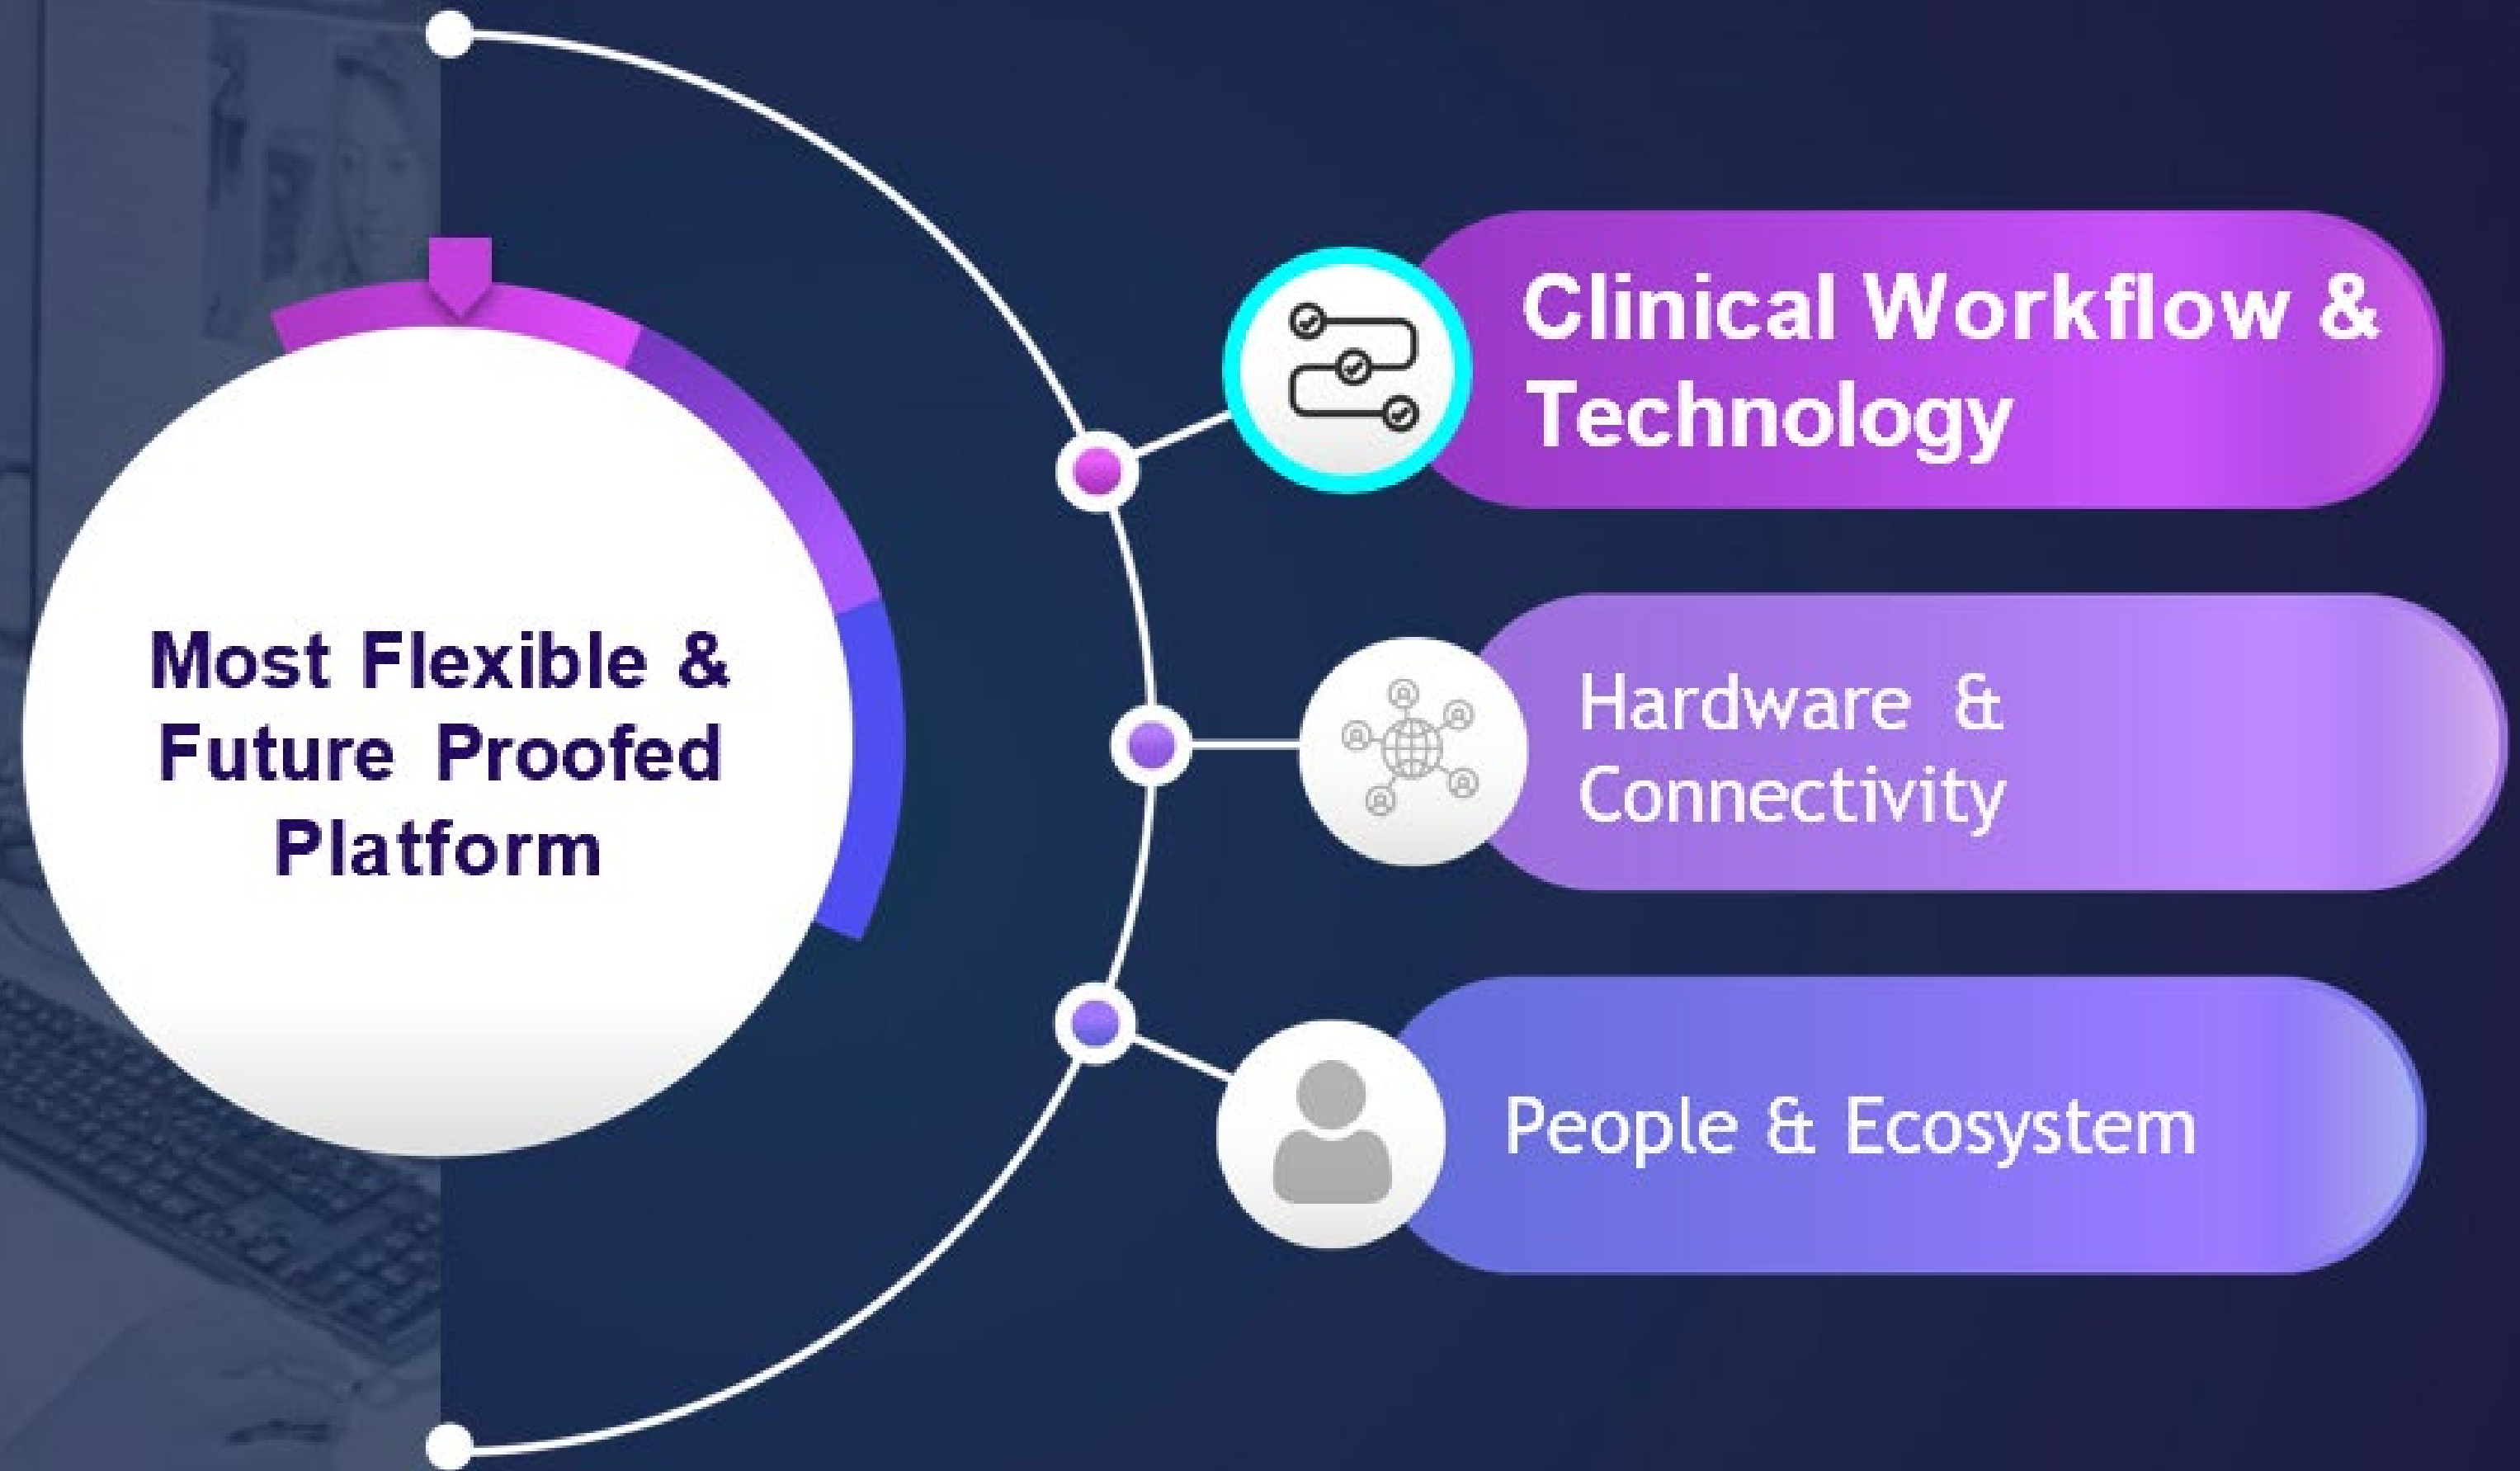 Most Flexible &
Future Proofed
Platform
Clinical Workflow &
Technology
Hardware &
Connectivity
People & Ecosystem